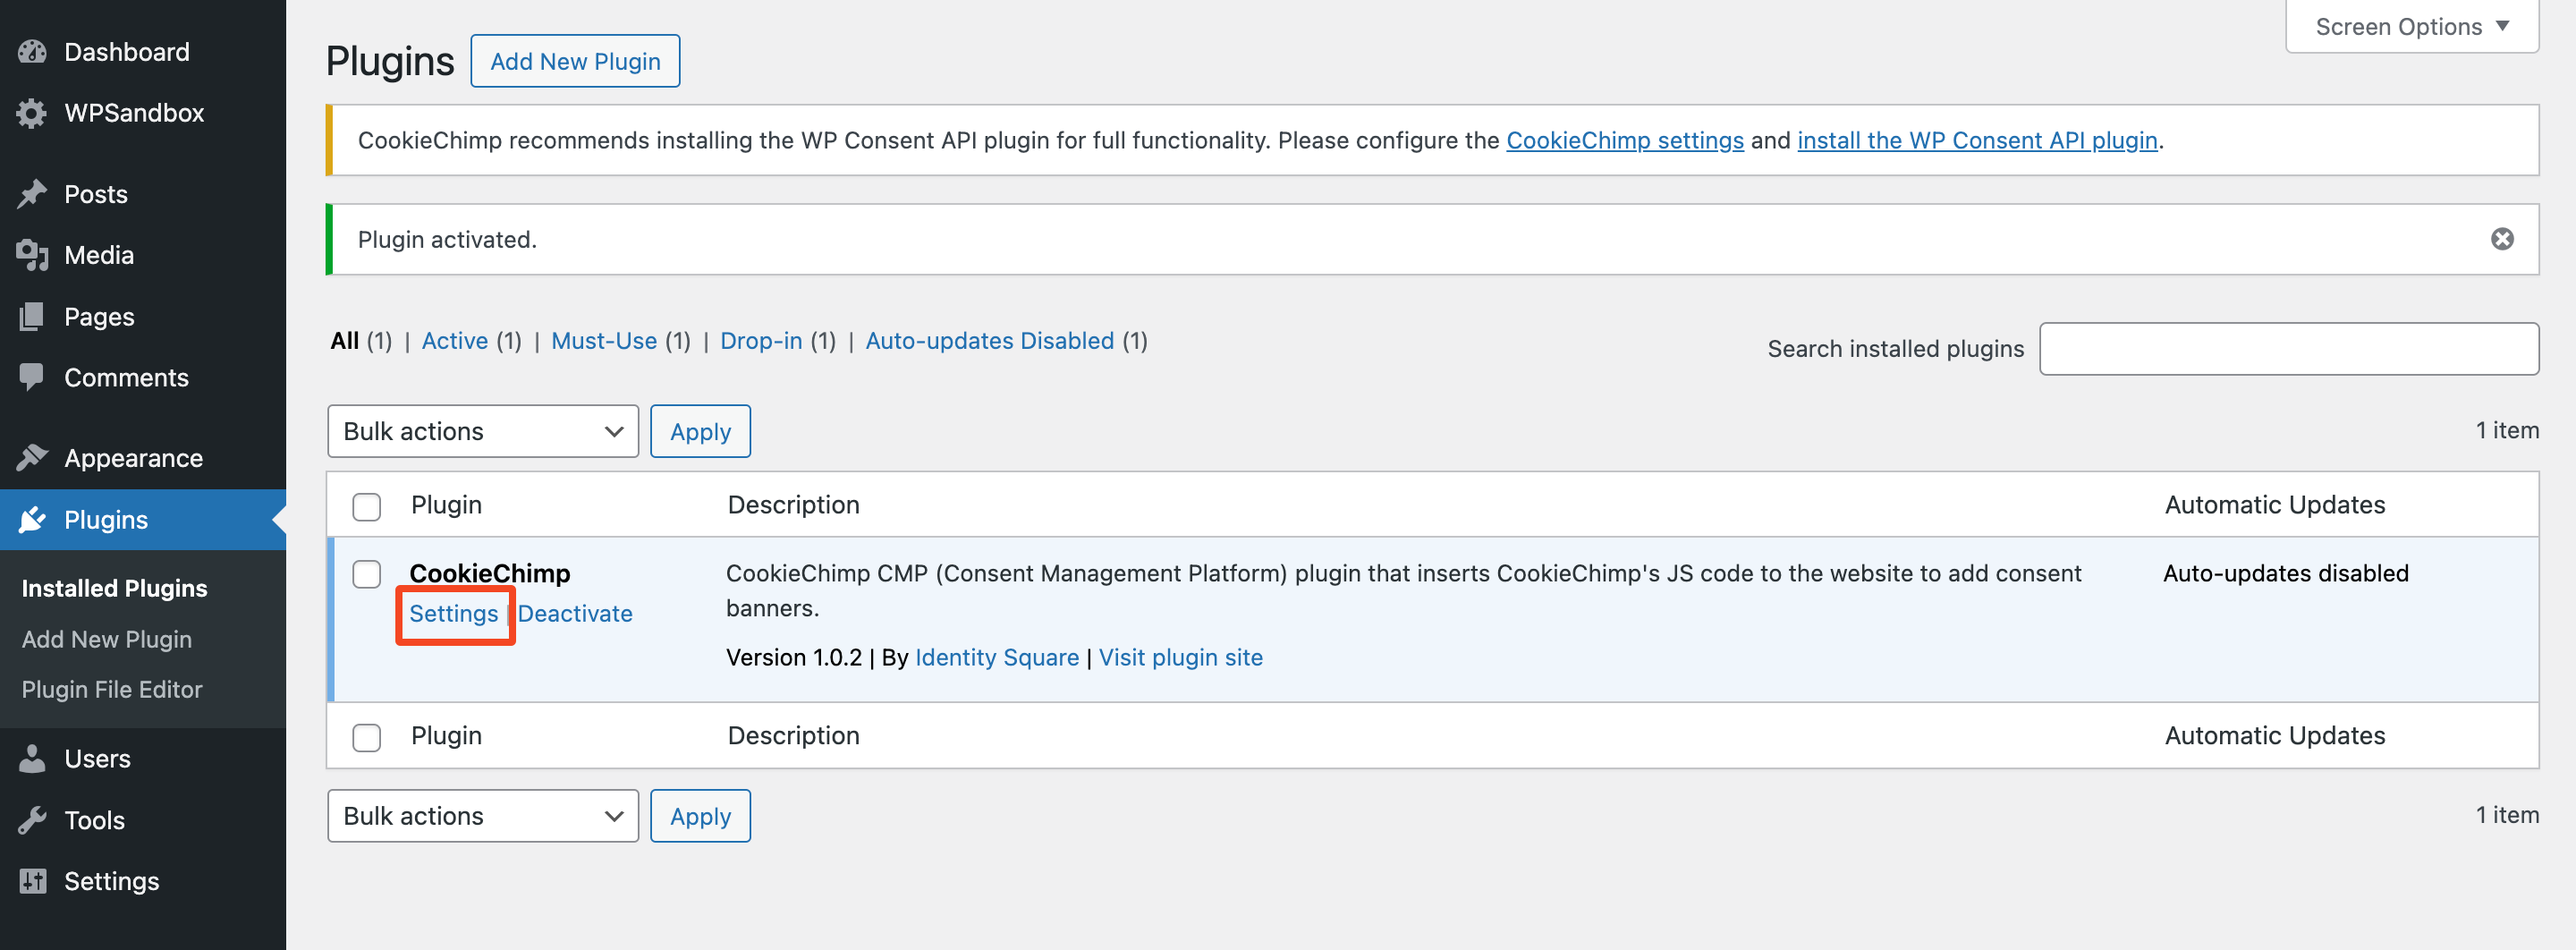 Dashboard
WPSandbox
Posts
Media
Pages
Comments
Appearance
Plugins
Installed Plugins
Add New Plugin
Plugin File Editor
Users
Tools
Settings
Screen Options
Plugins Add New Plugin
CookieChimp recommends installing the WP Consent API plugin for full functionality. Please configure the CookieChimp settings and install the WP Consent API plugin.
Plugin activated.
All (1) | Active (1) | Must-Use (1) | Drop-in (1) | Auto-updates Disabled (1)
Search installed plugins
Bulk actions Apply 1 item
Plugin Description Automatic Updates
CookieChimp
Settings | Deactivate
CookieChimp CMP (Consent Management Platform) plugin that inserts CookieChimp's JS code to the website to add consent
banners.
Version 1.0.2 | By Identity Square | Visit plugin site
Auto-updates disabled
Plugin Description Automatic Updates
Bulk actions Apply 1 item